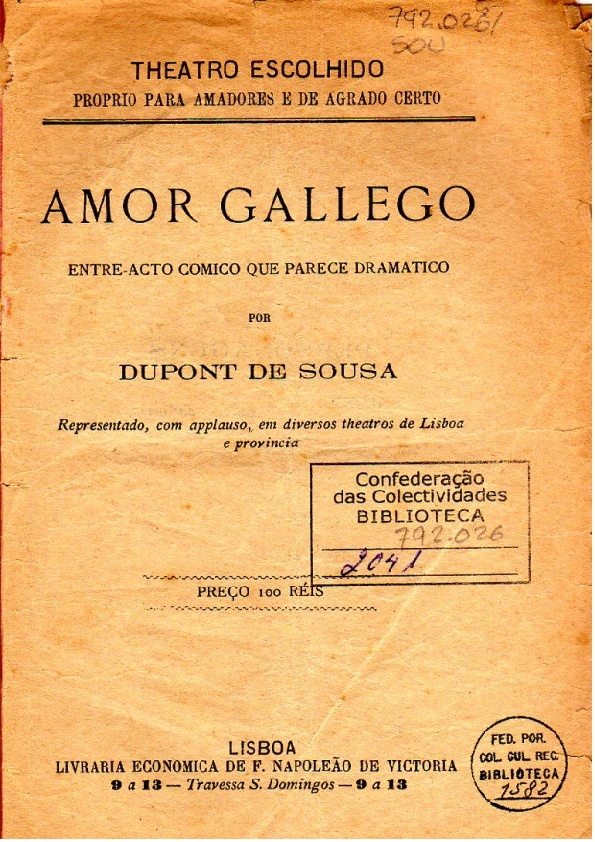 792.026/
SOU
THEATRO ESCOLHIDO
PROPRIO PARA AMADORES E DE AGRADO CERTO
AMOR GALLEGO
ENTRE-ACTO COMICO QUE PARECE DRAMATICO
POR
DUPONT DE SOUSA
Representado, com applauso, em diversos theatros de Lisboa
e provincia
Confederação
das Colectividades
BIBLIOTECA
792.026
2041
PREÇO 100 RÉIS
LISBOA
LIVRARIA ECONOMICA DE F. NAPOLEÃO DE VICTORIA
9 a 13 — Travessa S. Domingos — 9 a 13
FED. POR.
COL. CUL. REC.
BIBLIOTECA
1582